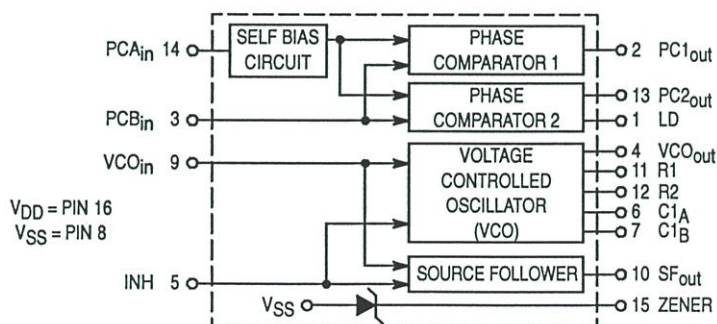 PCAin 14
SELF BIAS
CIRCUIT
PHASE
COMPARATOR 1
2 PC1out
PCBin 3
PHASE
COMPARATOR 2
13 PC2out
1 LD
VCOin 9
VOLTAGE
CONTROLLED
OSCILLATOR
(VCO)
4 VCOout
11 R1
12 R2
6 C1A
7 C1B
VDD = PIN 16
VSS = PIN 8
INH 5
SOURCE FOLLOWER
10 SFout
VSS
15 ZENER